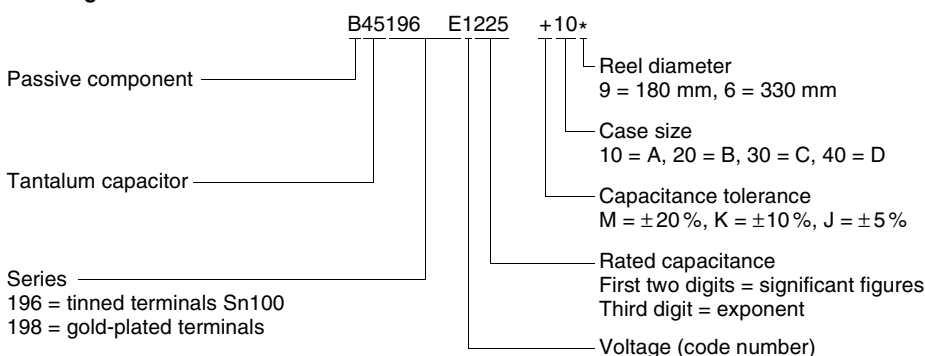 B45196 E1225 +10*
Passive component
Tantalum capacitor
Series
196 = tinned terminals Sn100
198 = gold-plated terminals
Reel diameter
9 = 180 mm, 6 = 330 mm
Case size
10 = A, 20 = B, 30 = C, 40 = D
Capacitance tolerance
M = ±20 %, K = ±10 %, J = ±5 %
Rated capacitance
First two digits = significant figures
Third digit = exponent
Voltage (code number)